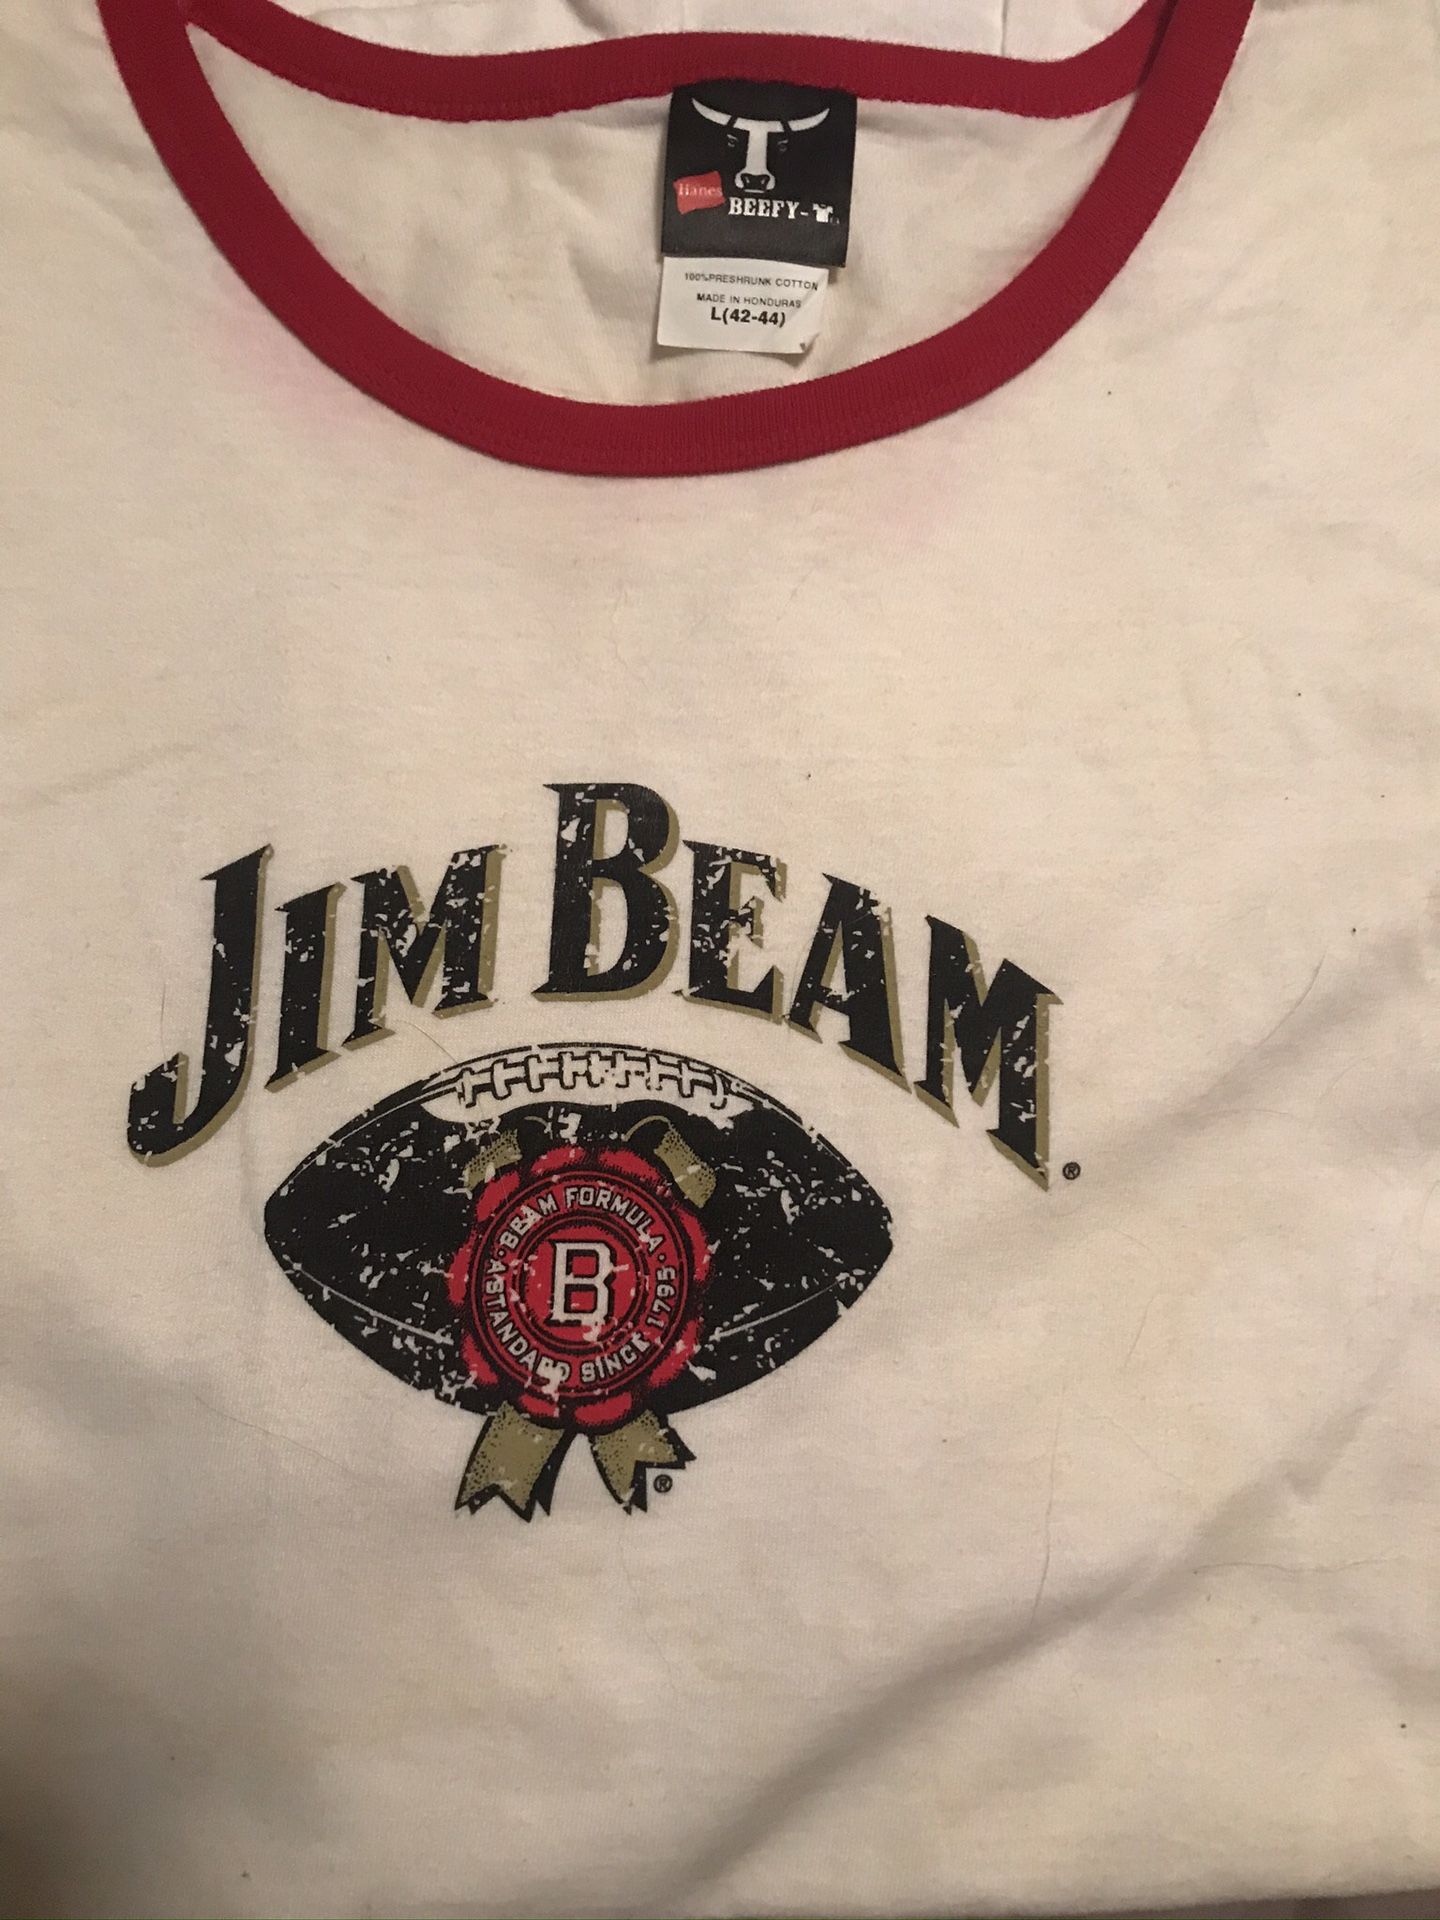 Hanes
BEEFY-T
100% PRESHRUNK COTTON
MADE IN HONDURAS
L(42-44)
JIM BEAM®
BEAM FORMULA
B
· A STANDARD SINCE 1795 ·
®